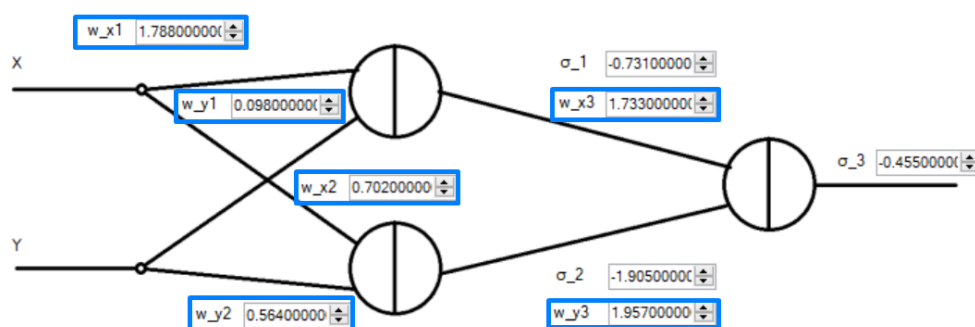 w_x1 1.78800000(
X
σ_1 -0.73100000
w_y1 0.09800000(
w_x3 1.73300000(
σ_3 -0.45500000(
w_x2 0.70200000(
Y
σ_2 -1.90500000(
w_y2 0.56400000(
w_y3 1.95700000(